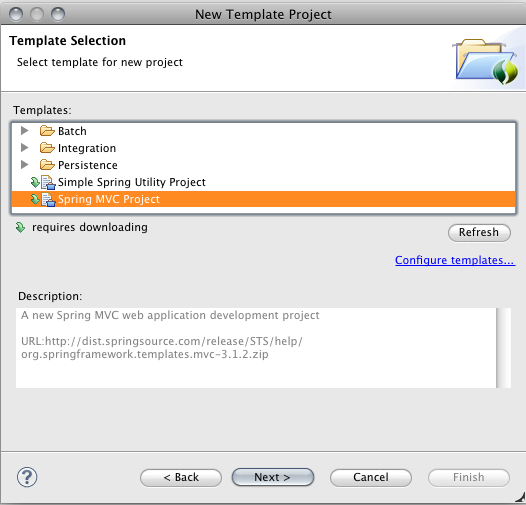 New Template Project
Template Selection
Select template for new project
Templates:
Batch
Integration
Persistence
Simple Spring Utility Project
Spring MVC Project
requires downloading
Refresh
Configure templates...
Description:
A new Spring MVC web application development project
URL:http://dist.springsource.com/release/STS/help/
org.springframework.templates.mvc-3.1.2.zip
?
< Back
Next >
Cancel
Finish